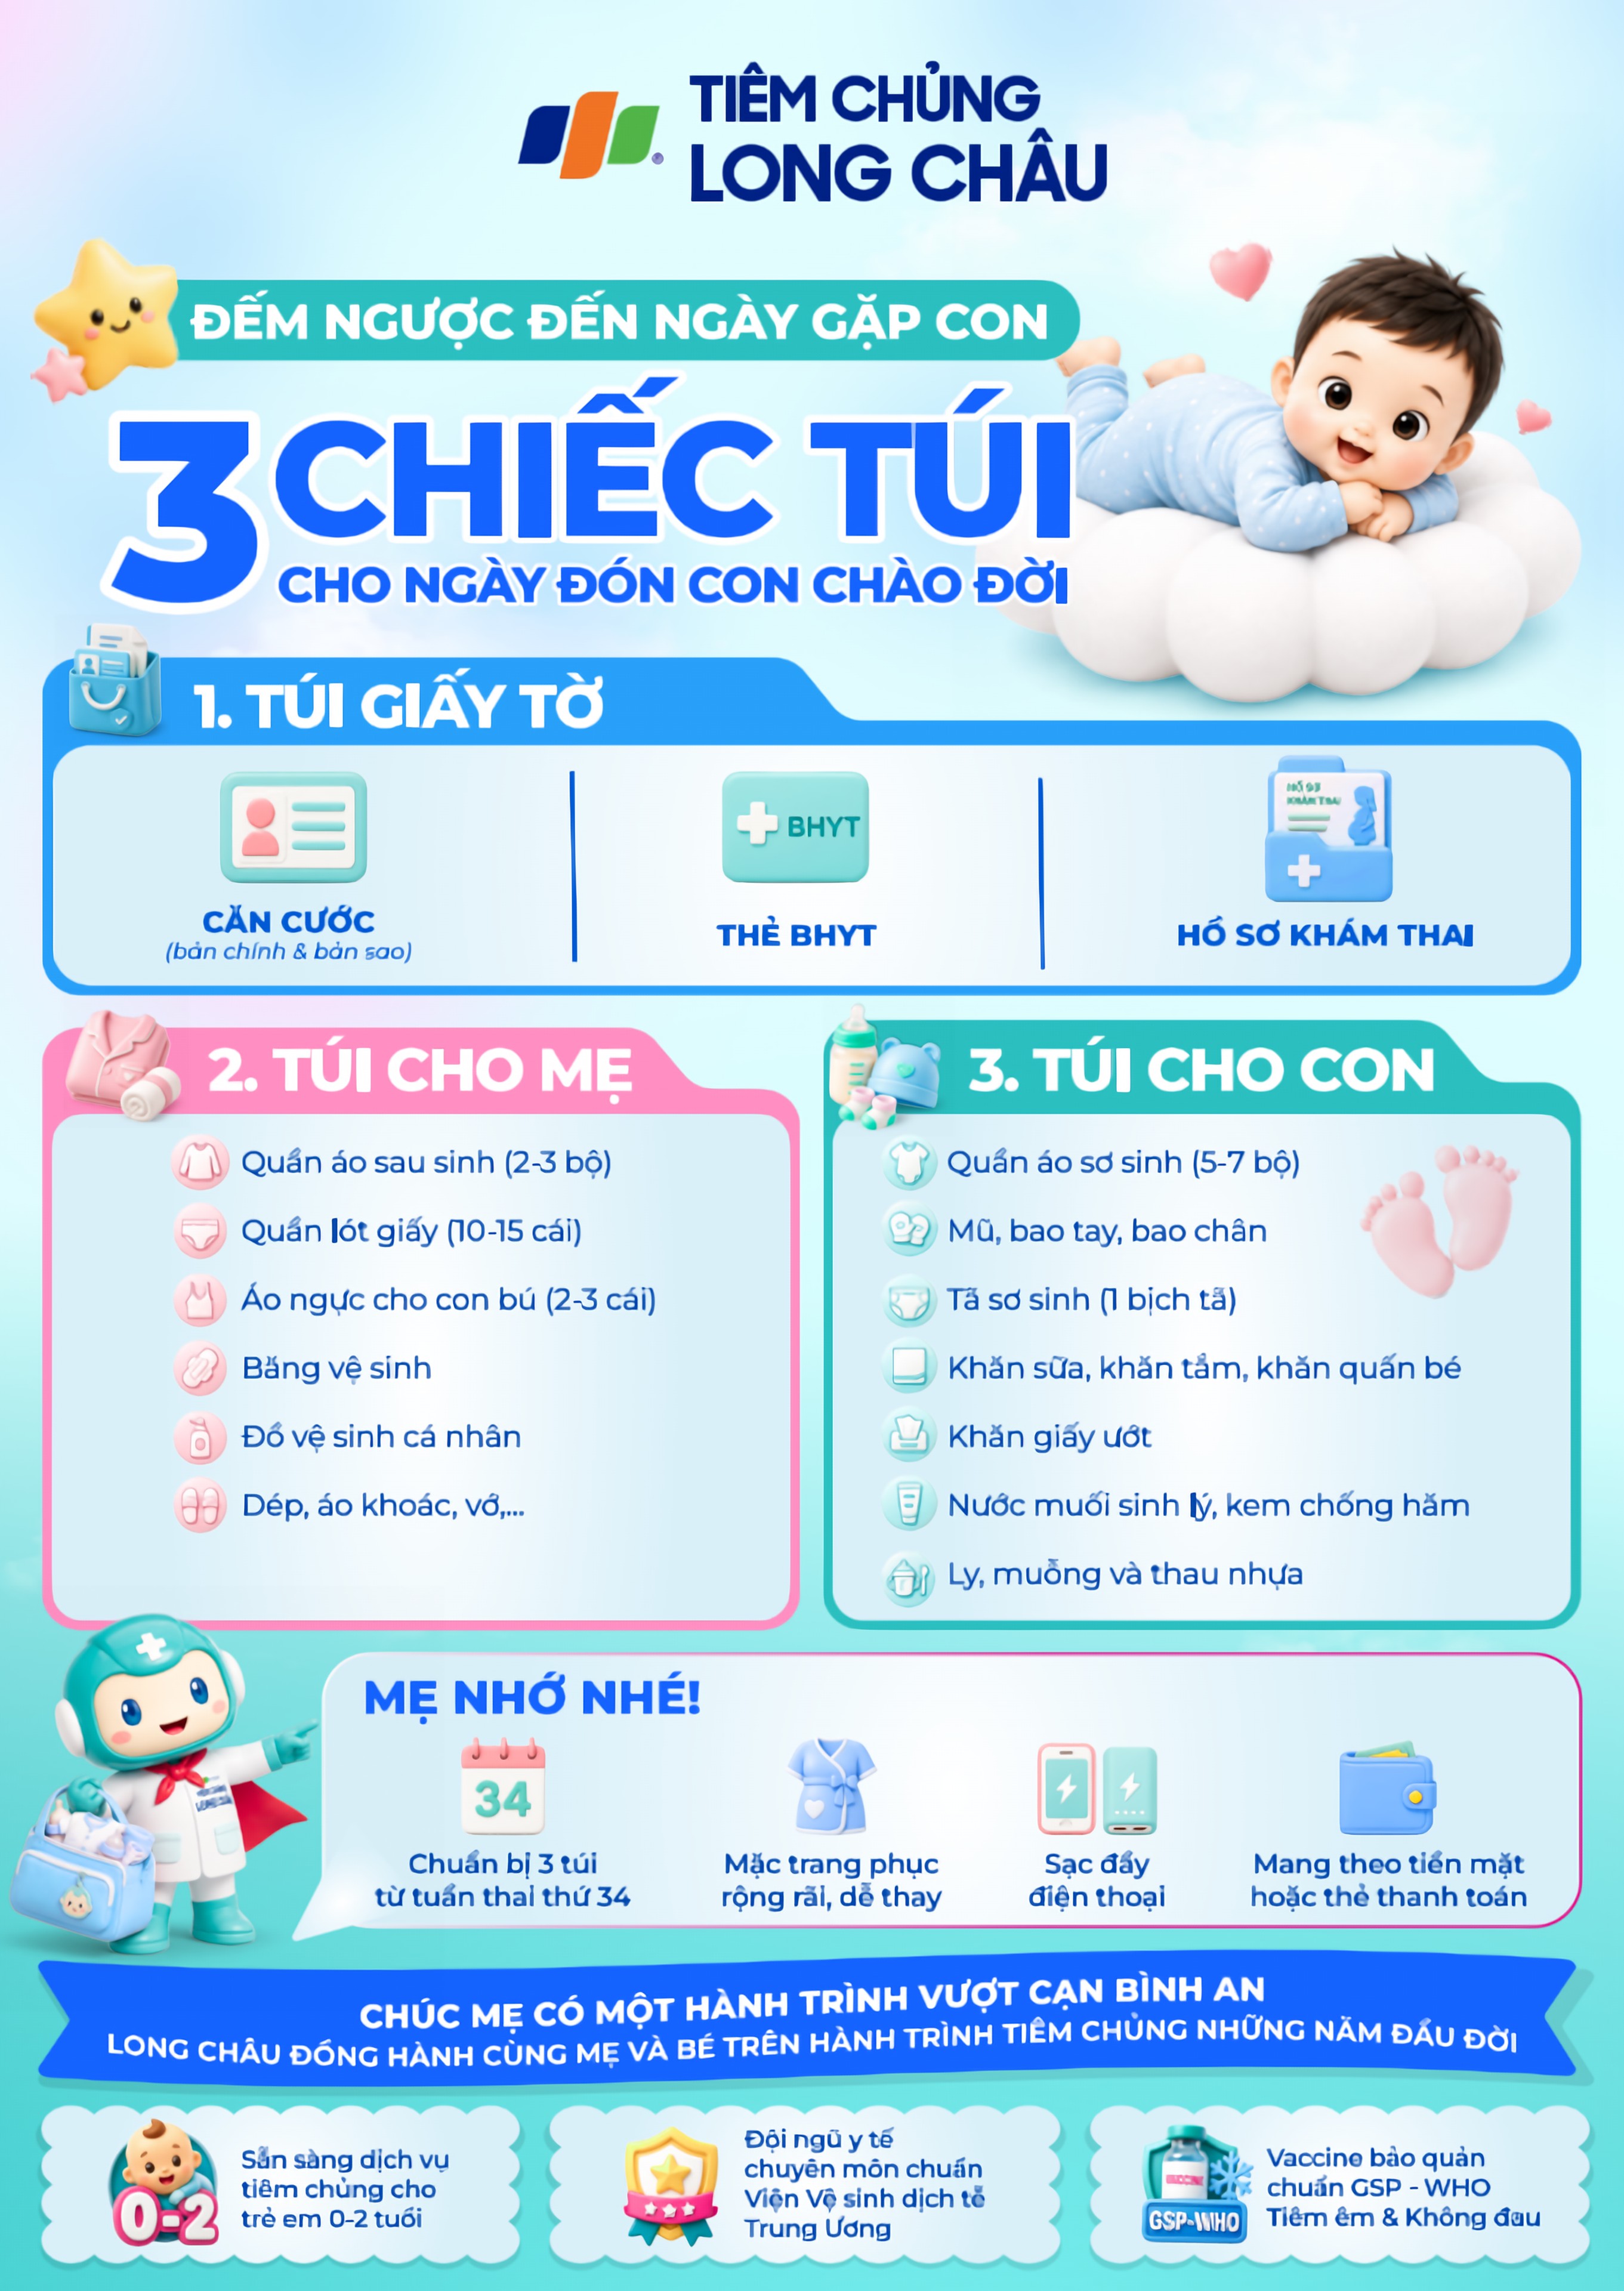 TIÊM CHỦNG
LONG CHÂU
ĐẾM NGƯỢC ĐẾN NGÀY GẶP CON
3 CHIẾC TÚI
CHO NGÀY ĐÓN CON CHÀO ĐỜI
1. TÚI GIẤY TỜ
BHYT
HỒ SƠ
KHÁM THAI
CĂN CƯỚC
(bản chính & bản sao)
THẺ BHYT
HỒ SƠ KHÁM THAI
2. TÚI CHO MẸ
Quần áo sau sinh (2-3 bộ)
Quần lót giấy (10-15 cái)
Áo ngực cho con bú (2-3 cái)
Băng vệ sinh
Đồ vệ sinh cá nhân
Dép, áo khoác, vớ,...
3. TÚI CHO CON
Quần áo sơ sinh (5-7 bộ)
Mũ, bao tay, bao chân
Tã sơ sinh (1 bịch tã)
Khăn sữa, khăn tắm, khăn quấn bé
Khăn giấy ướt
Nước muối sinh lý, kem chống hăm
Ly, muỗng và thau nhựa
MẸ NHỚ NHÉ!
34
Chuẩn bị 3 túi
từ tuần thai thứ 34
Mặc trang phục
rộng rãi, dễ thay
Sạc đầy
điện thoại
Mang theo tiền mặt
hoặc thẻ thanh toán
CHÚC MẸ CÓ MỘT HÀNH TRÌNH VƯỢT CẠN BÌNH AN
LONG CHÂU ĐỒNG HÀNH CÙNG MẸ VÀ BÉ TRÊN HÀNH TRÌNH TIÊM CHỦNG NHỮNG NĂM ĐẦU ĐỜI
0-2
Sẵn sàng dịch vụ
tiêm chủng cho
trẻ em 0-2 tuổi
Đội ngũ y tế
chuyên môn chuẩn
Viện Vệ sinh dịch tễ
Trung Ương
VACCINE
GSP-WHO
Vaccine bảo quản
chuẩn GSP - WHO
Tiêm êm & Không đau